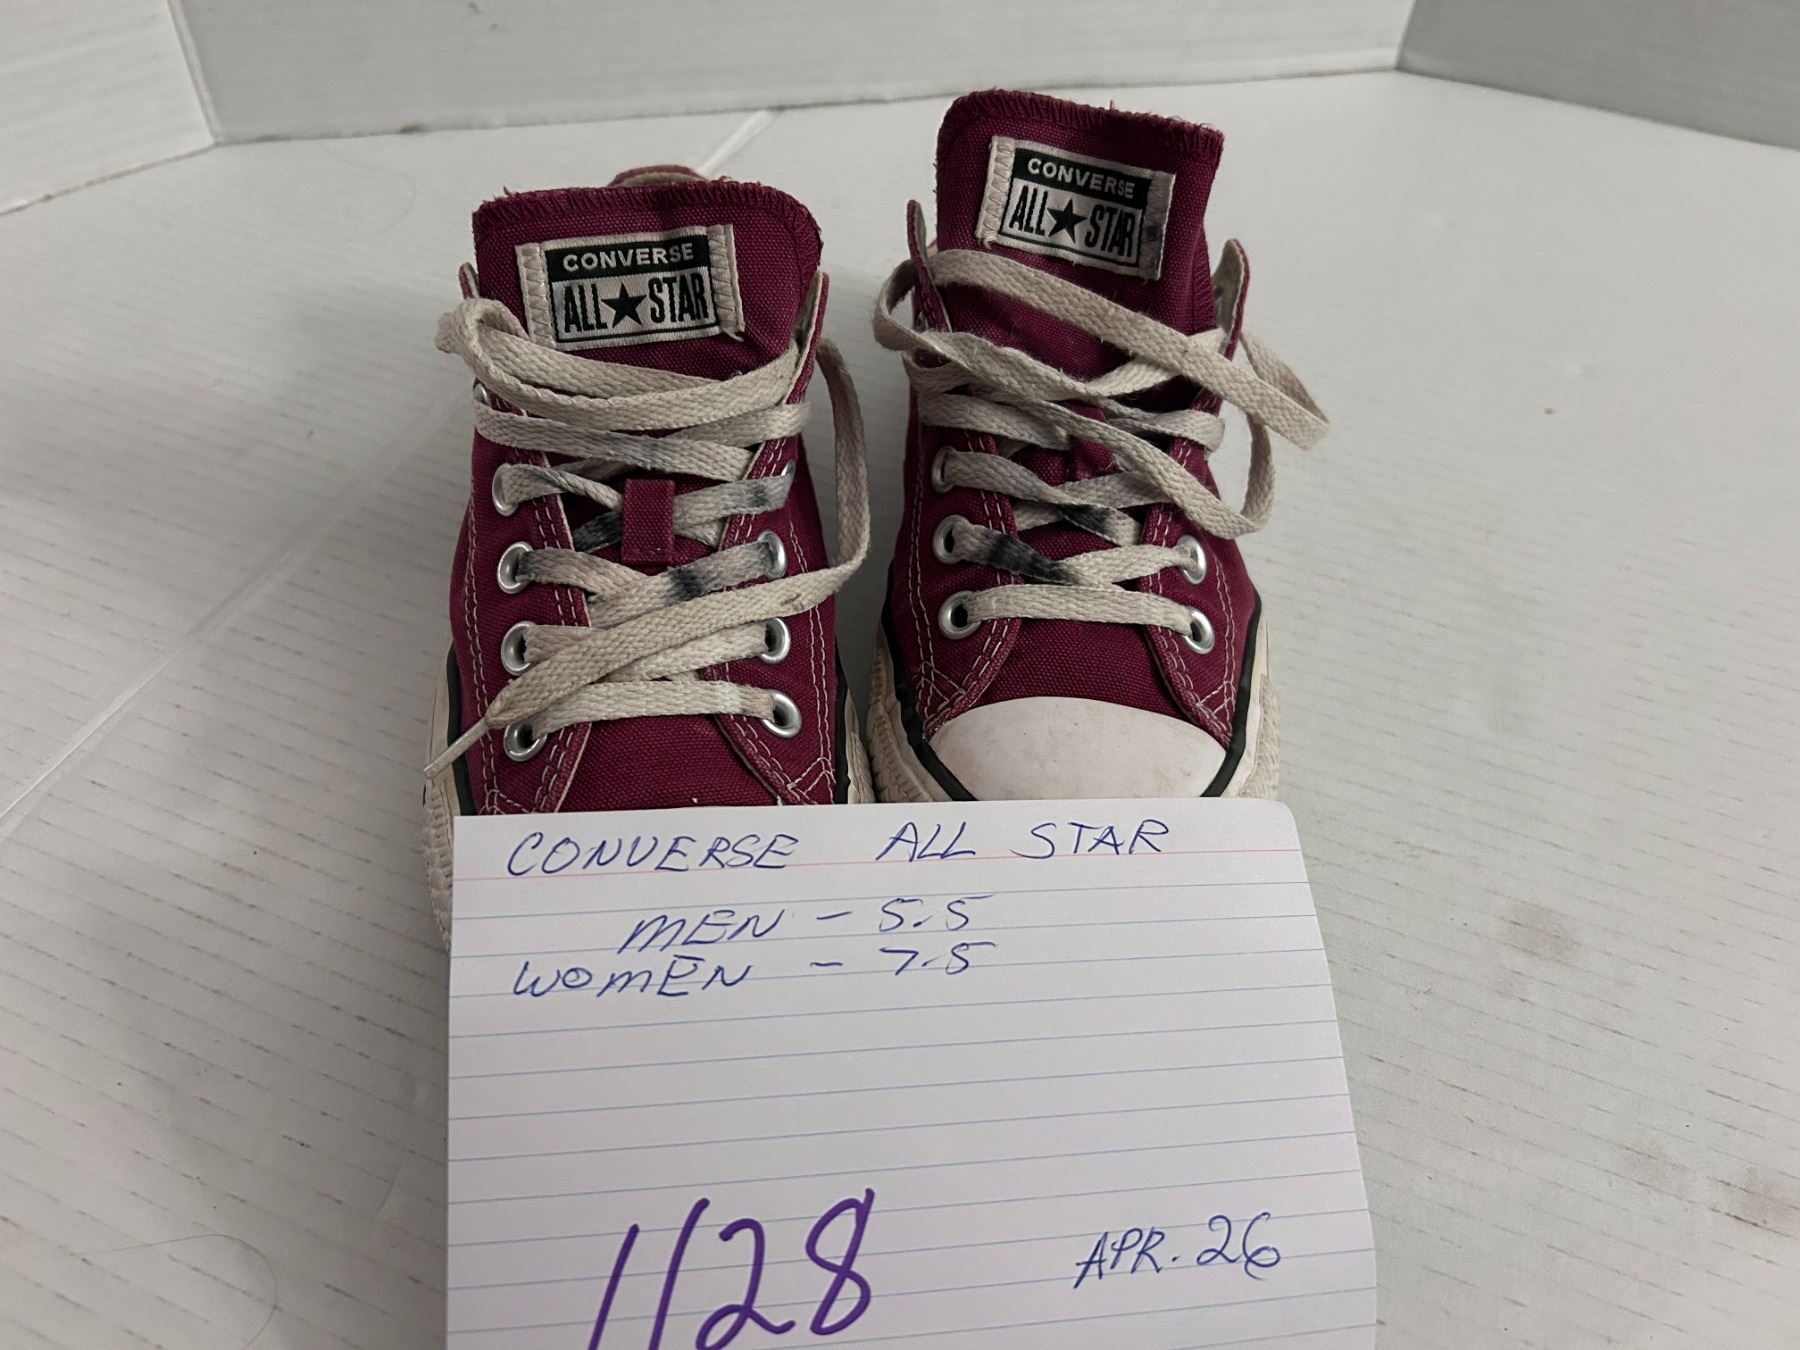 CONVERSE
ALL★STAR
CONVERSE
ALL★STAR
CONVERSE ALL STAR
MEN - 5.5
WOMEN - 7.5
1128
APR. 26